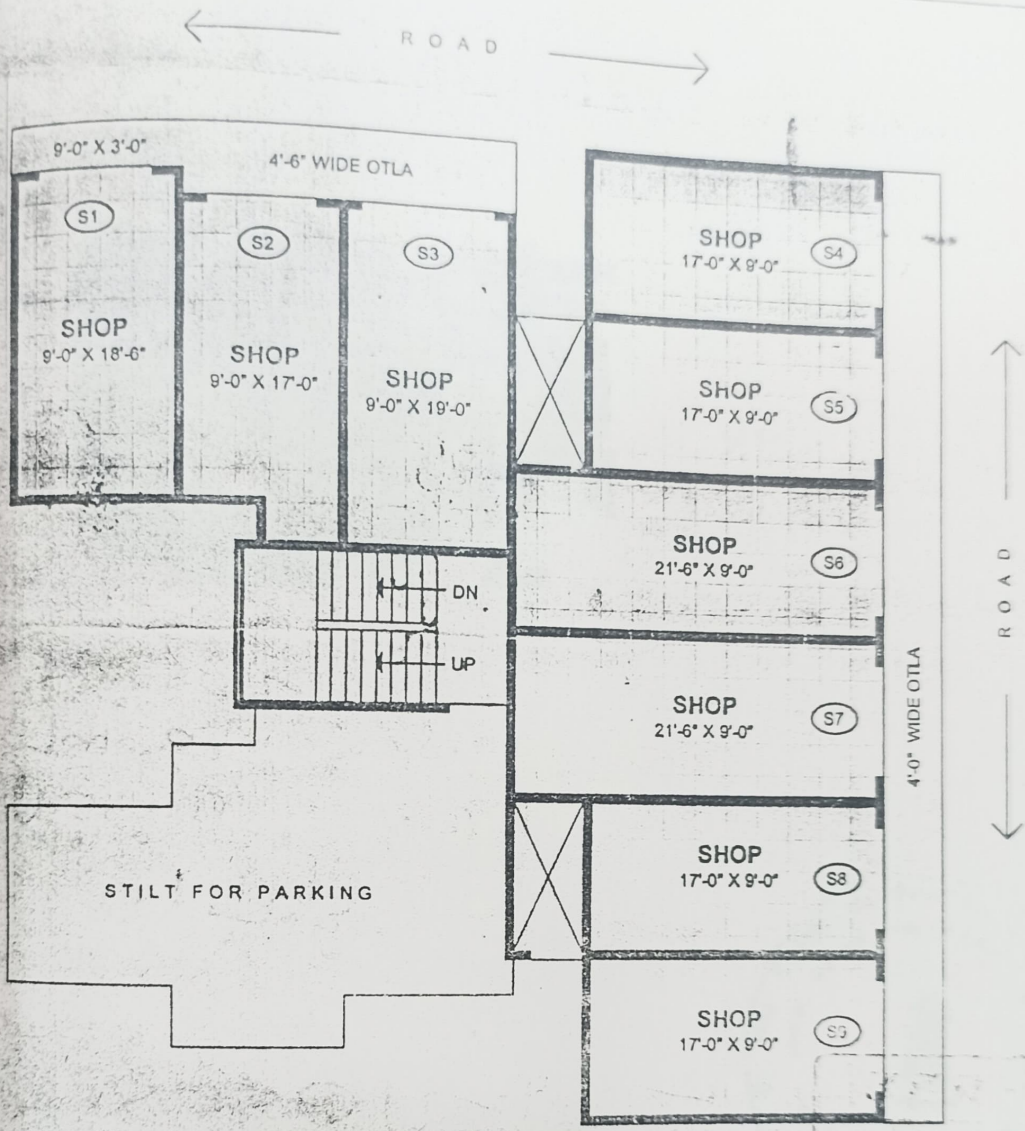 ROAD
9'-0" X 3'-0"
4'-6" WIDE OTLA
S1
SHOP
9'-0" X 18'-6"
S2
SHOP
9'-0" X 17'-0"
S3
SHOP
9'-0" X 19'-0"
SHOP
17'-0" X 9'-0"
S4
SHOP
17'-0" X 9'-0"
S5
SHOP
21'-6" X 9'-0"
S6
SHOP
21'-6" X 9'-0"
S7
SHOP
17'-0" X 9'-0"
S8
SHOP
17'-0" X 9'-0"
S9
DN
UP
STILT FOR PARKING
4'-0" WIDE OTLA
ROAD